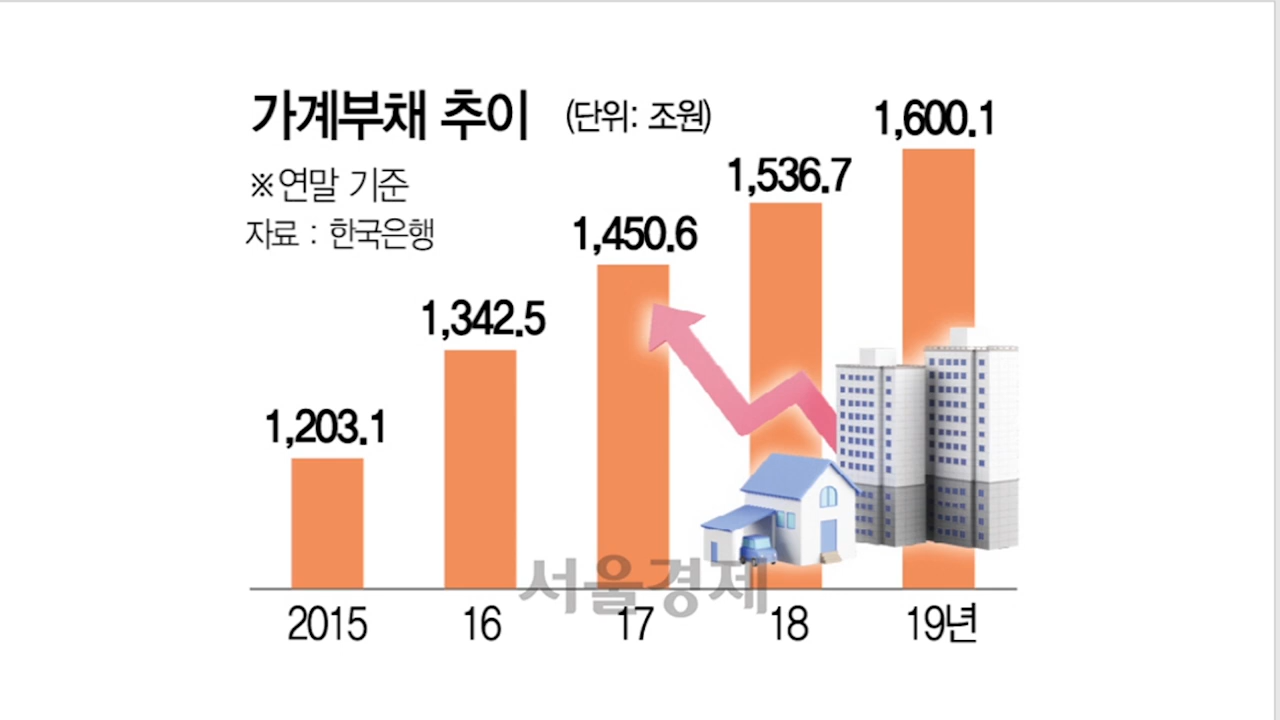 가계부채 추이 (단위: 조원)
※연말 기준
자료 : 한국은행
1,203.1
1,342.5
1,450.6
1,536.7
1,600.1
서울경제
2015 16 17 18 19년